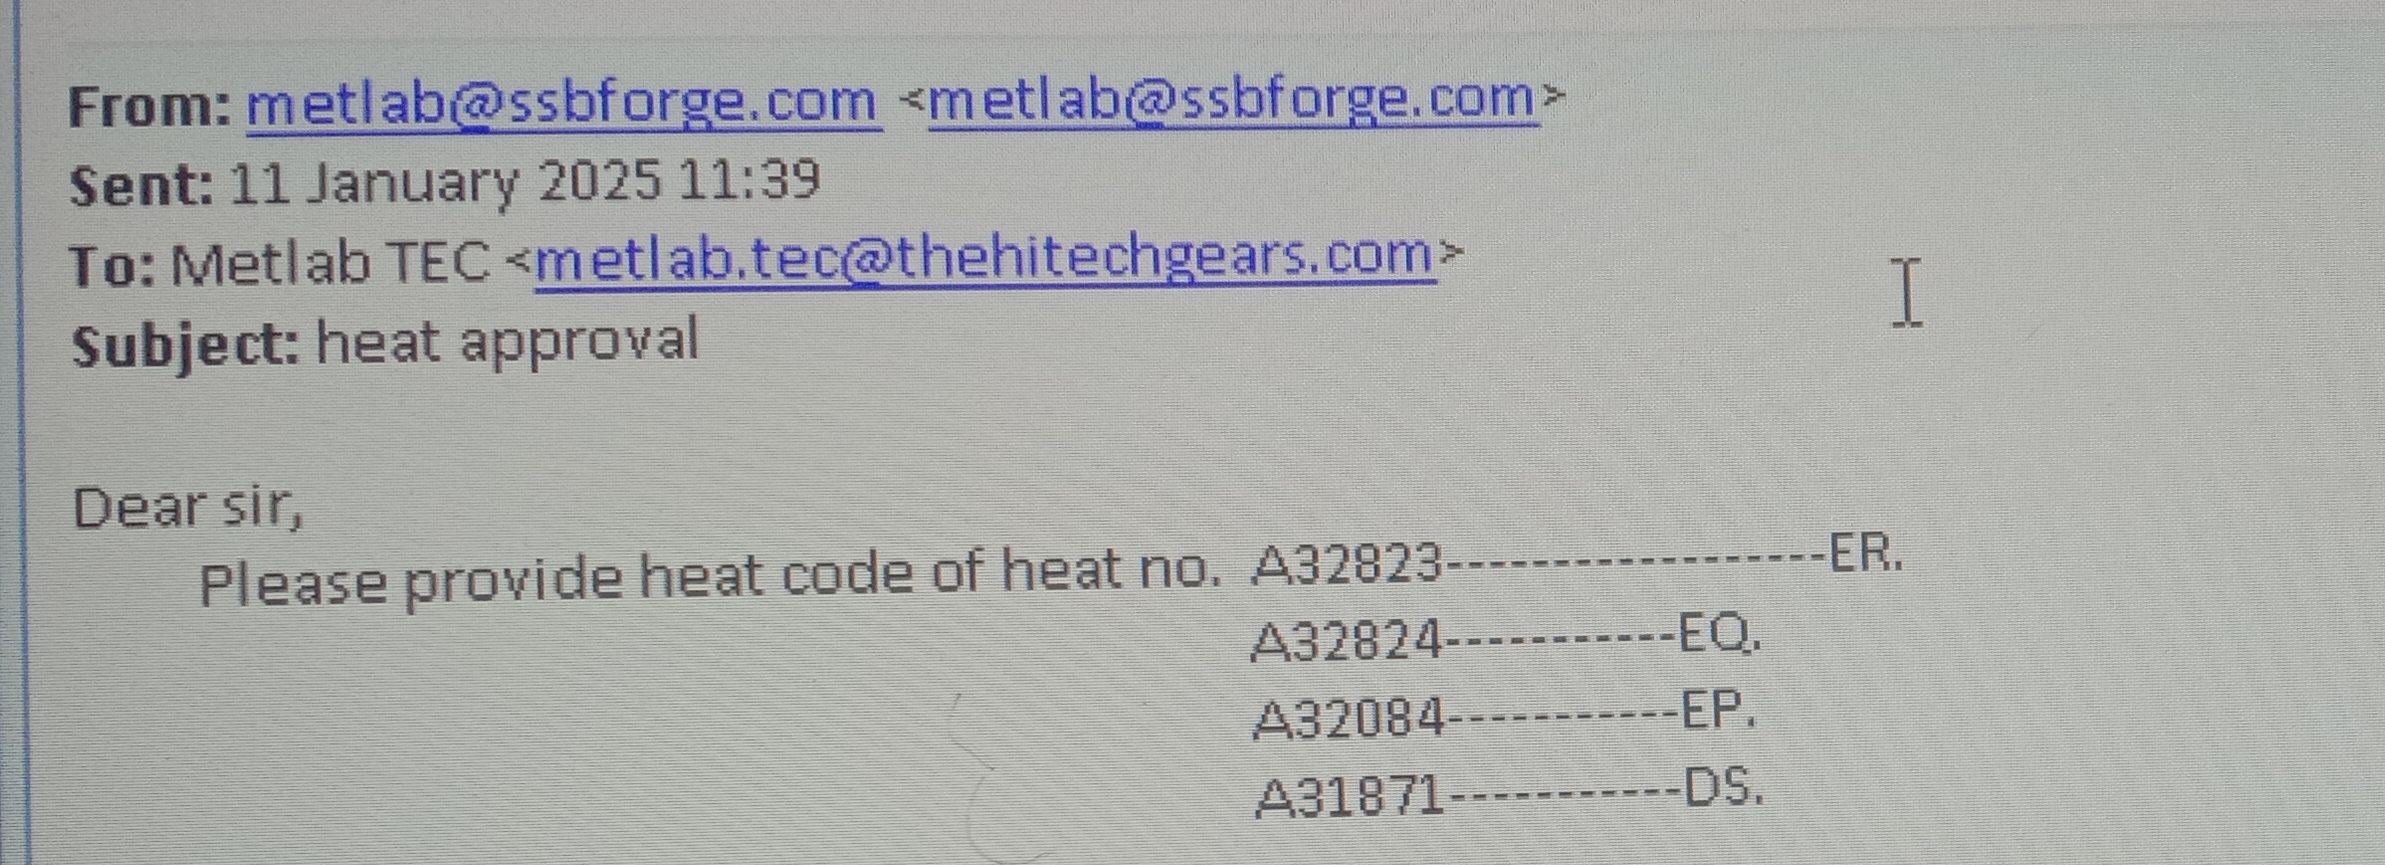 From: metlab@ssbforge.com <metlab@ssbforge.com>
Sent: 11 January 2025 11:39
To: Metlab TEC <metlab.tec@thehitechgears.com>
Subject: heat approval
Dear sir,
Please provide heat code of heat no. A32823------------------ER.
A32824-----------EQ.
A32084-----------EP.
A31871-----------DS.